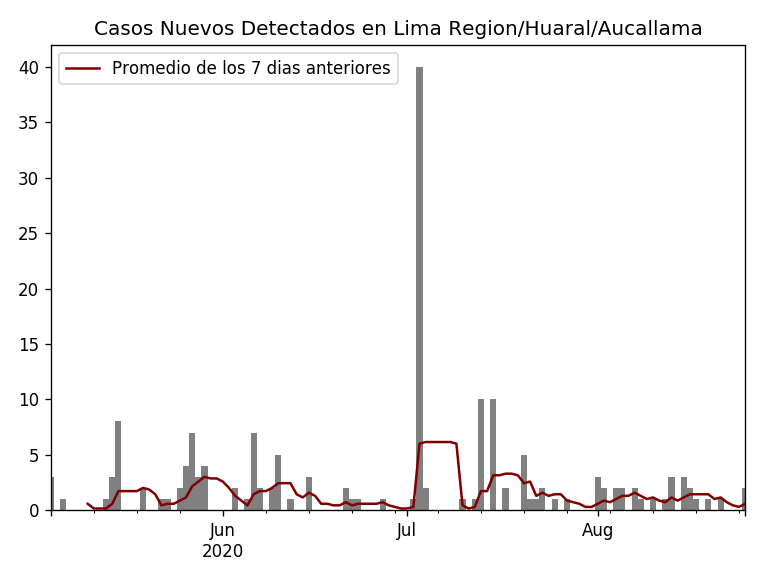 Casos Nuevos Detectados en Lima Region/Huaral/Aucallama
Promedio de los 7 dias anteriores
40
35
30
25
20
15
10
5
0
Jun
2020
Jul
Aug